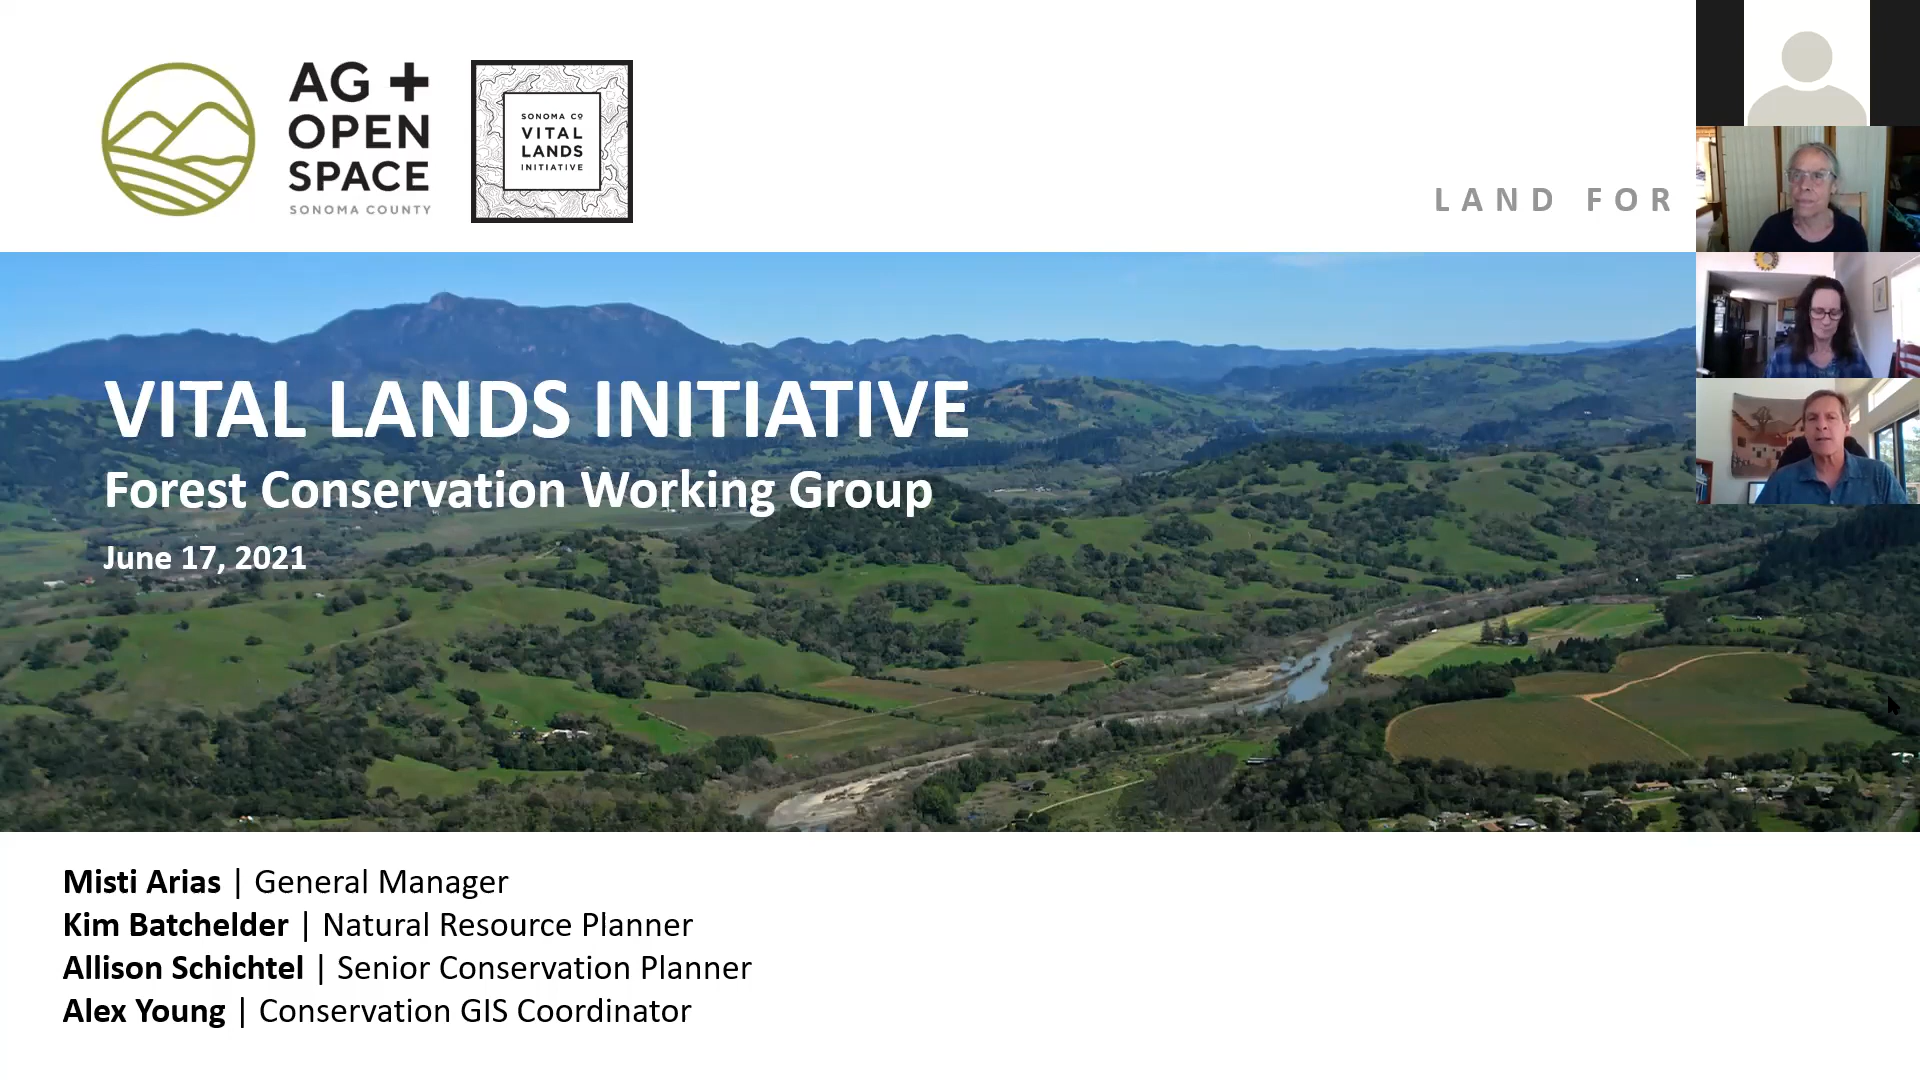 AG +
OPEN
SPACE
SONOMA COUNTY
SONOMA CO
VITAL
LANDS
INITIATIVE
LAND FOR
VITAL LANDS INITIATIVE
Forest Conservation Working Group
June 17, 2021
Misti Arias | General Manager
Kim Batchelder | Natural Resource Planner
Allison Schichtel | Senior Conservation Planner
Alex Young | Conservation GIS Coordinator